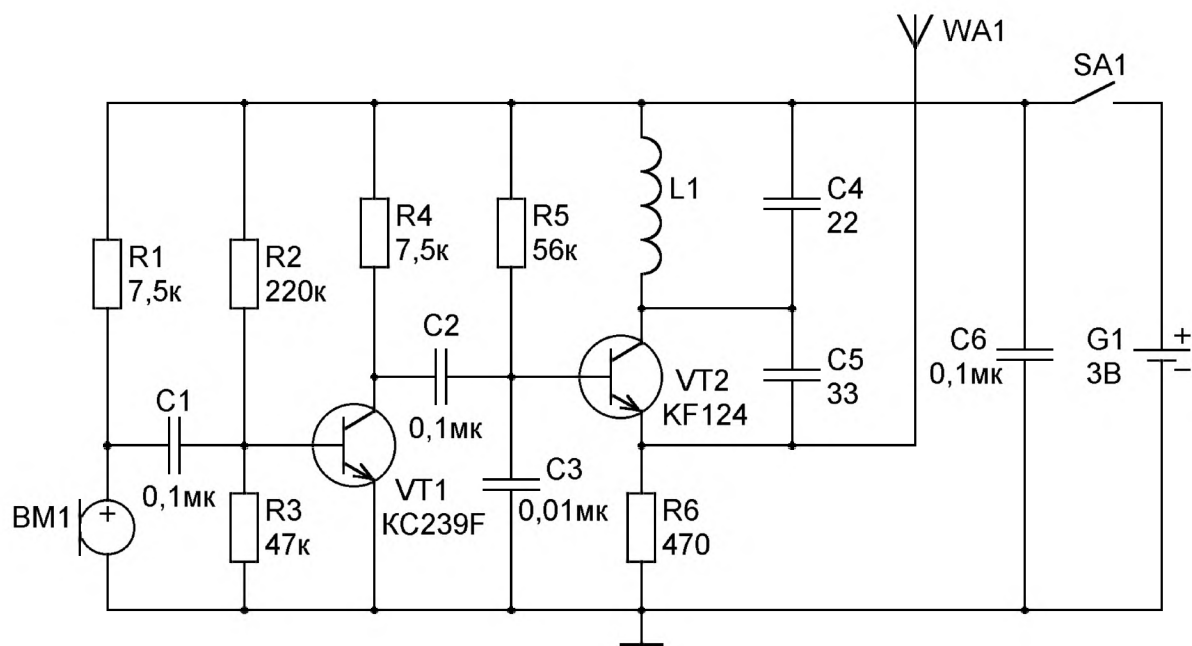 WA1
SA1
R1
7,5к
R2
220к
R4
7,5к
R5
56к
L1
C4
22
C1
0,1мк
C2
0,1мк
VT2
KF124
C5
33
C6
0,1мк
G1
3В
+
−
BM1
+
R3
47к
VT1
KC239F
C3
0,01мк
R6
470